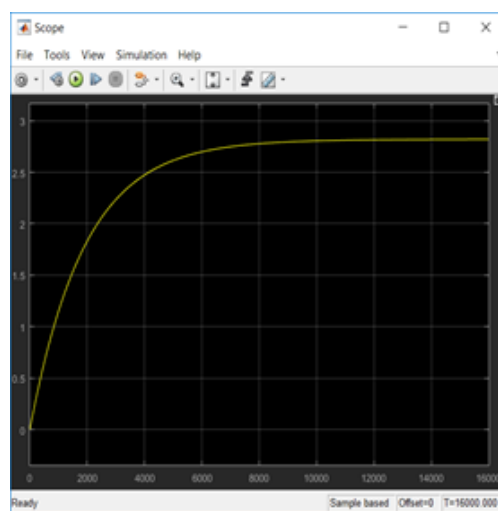 Scope
File Tools View Simulation Help
3
2.5
2
1.5
1
0.5
0
0 2000 4000 6000 8000 10000 12000 14000 16000
Ready Sample based Offset=0 T=16000.000